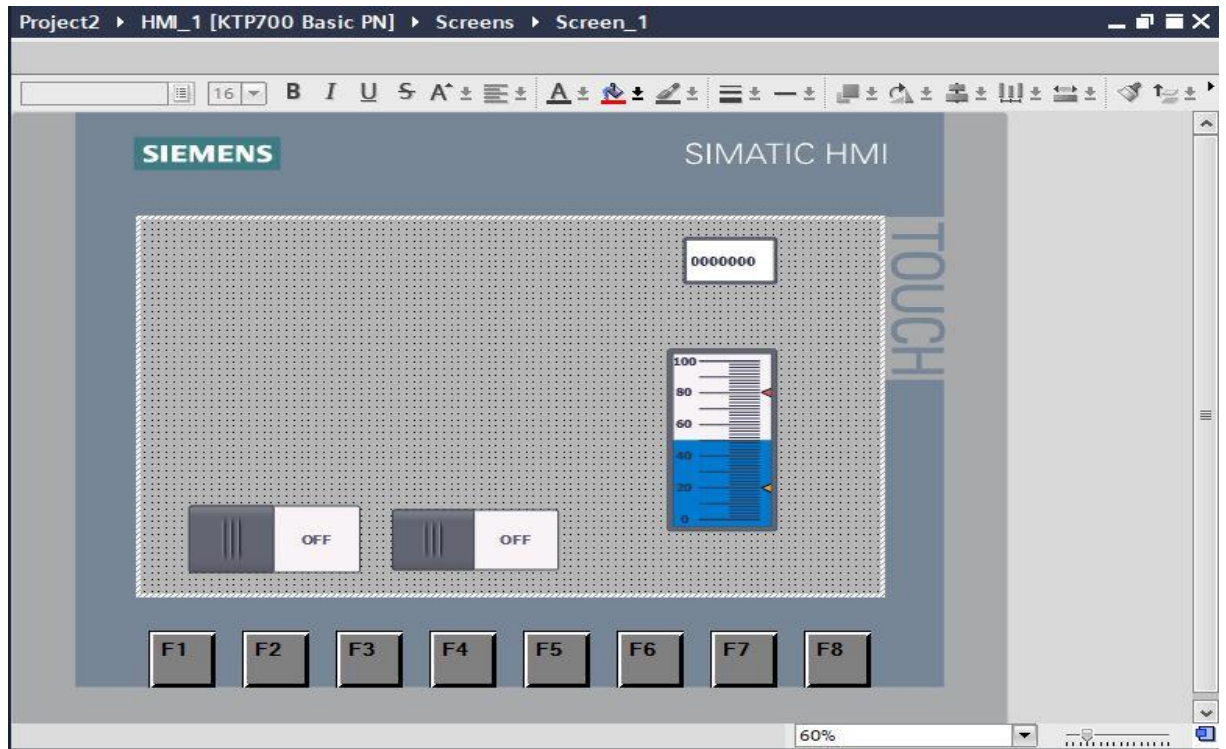 Project2 ▸ HMI_1 [KTP700 Basic PN] ▸ Screens ▸ Screen_1
16 B I U S A A
SIEMENS SIMATIC HMI
TOUCH
0000000
100
80
60
40
20
0
OFF OFF
F1 F2 F3 F4 F5 F6 F7 F8
60%